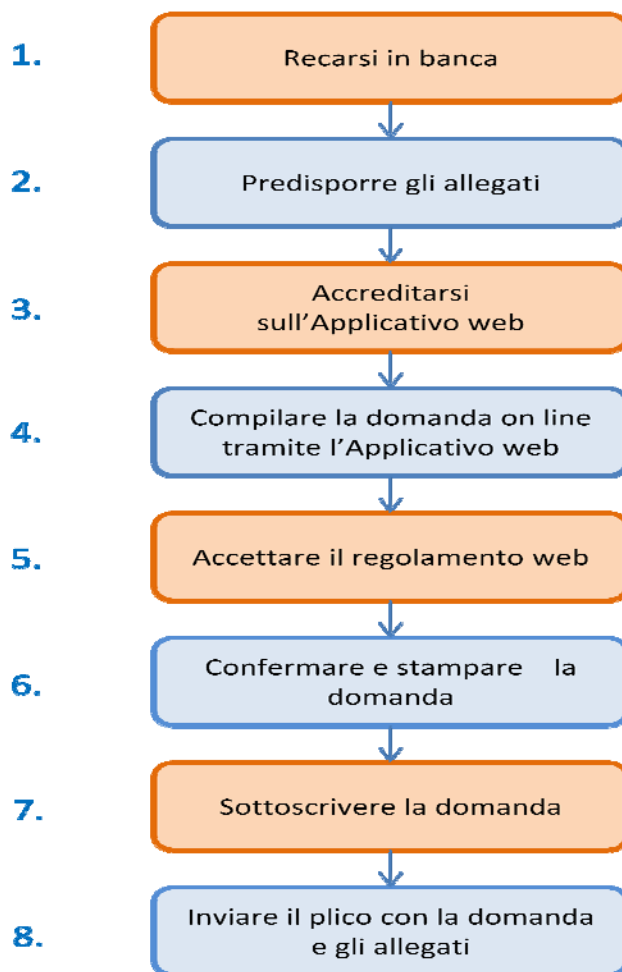 1.
Recarsi in banca
2.
Predisporre gli allegati
3.
Accreditarsi
sull'Applicativo web
4.
Compilare la domanda on line
tramite l'Applicativo web
5.
Accettare il regolamento web
6.
Confermare e stampare la
domanda
7.
Sottoscrivere la domanda
8.
Inviare il plico con la domanda
e gli allegati